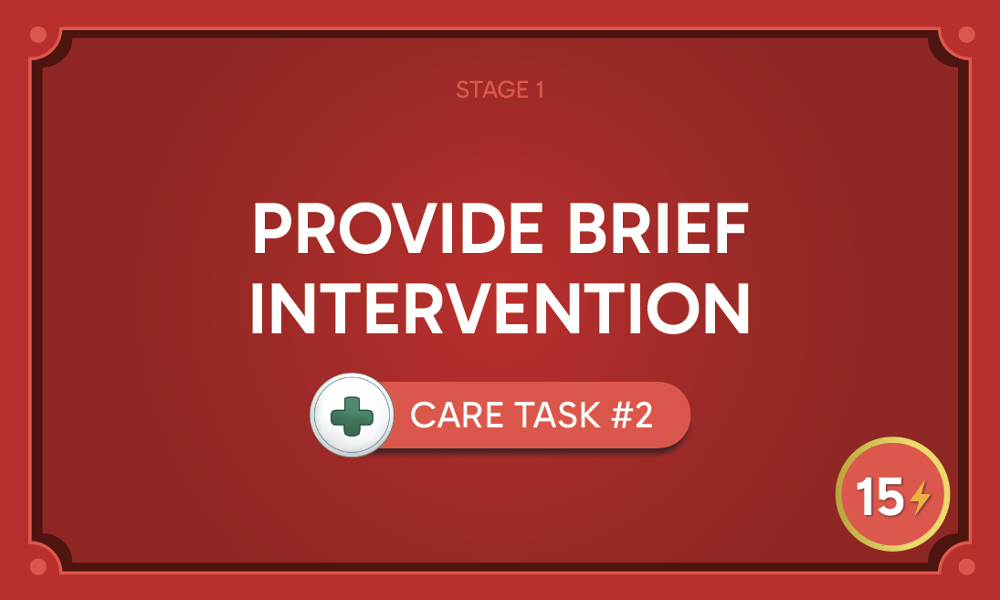 STAGE 1
PROVIDE BRIEF
INTERVENTION
CARE TASK #2
15